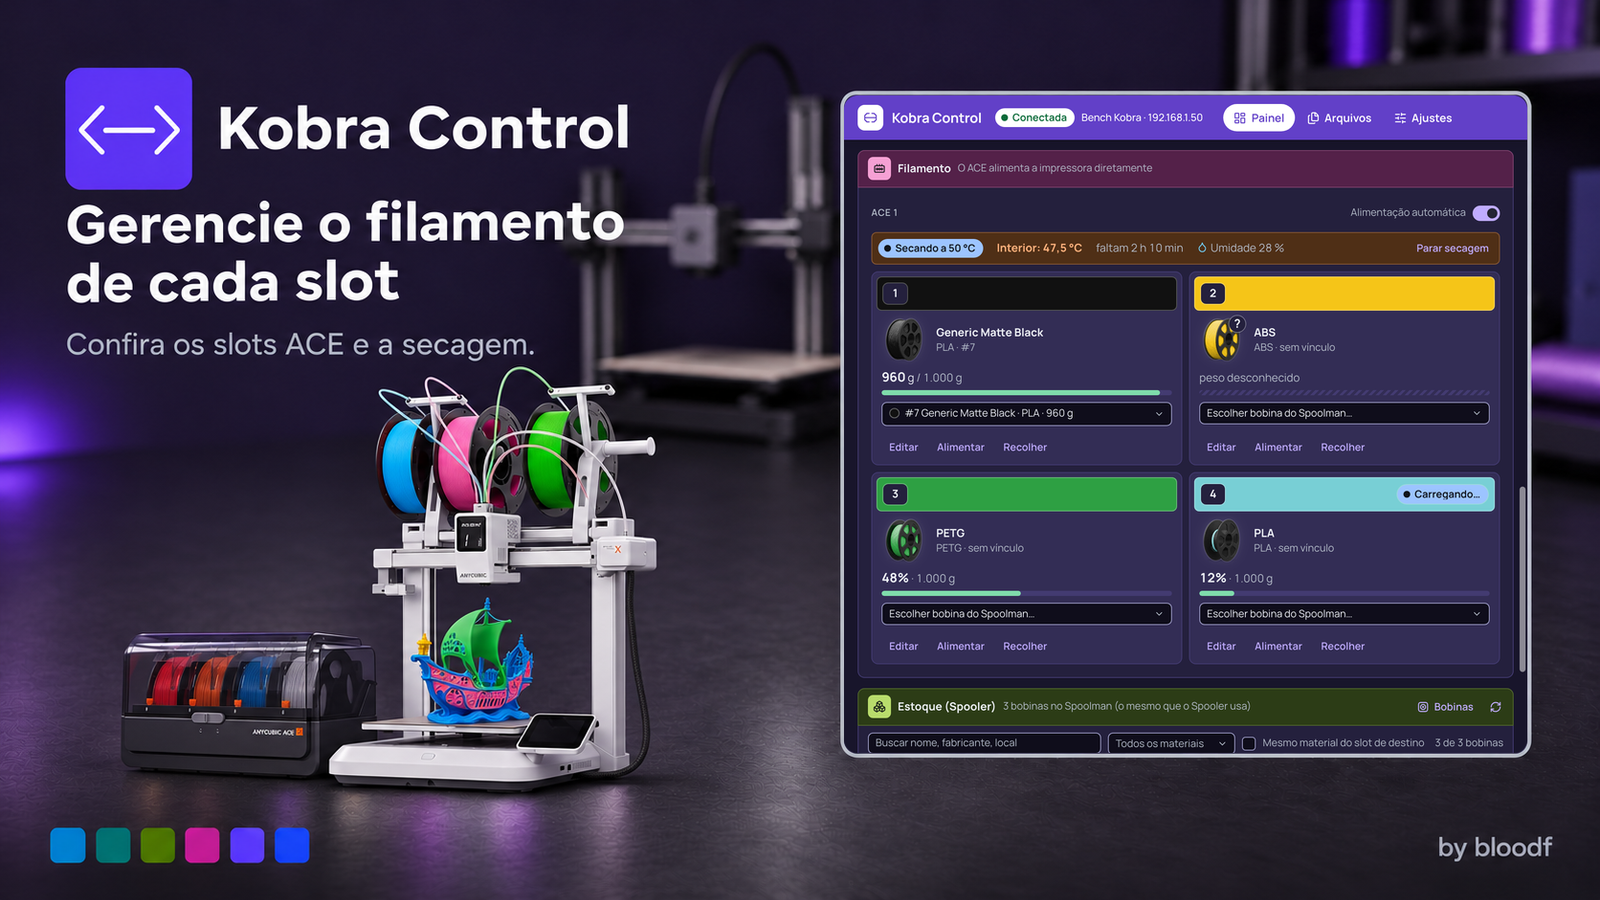 Kobra Control
Gerencie o filamento
de cada slot
Confira os slots ACE e a secagem.
ANYCUBIC
ANYCUBIC ACE
by bloodf
Kobra Control
Conectada
Bench Kobra · 192.168.1.50
Painel
Arquivos
Ajustes
Filamento O ACE alimenta a impressora diretamente
ACE 1
Alimentação automática
Secando a 50 °C
Interior: 47,5 °C
faltam 2 h 10 min
Umidade 28 %
Parar secagem
1
Generic Matte Black
PLA · #7
960 g / 1.000 g
#7 Generic Matte Black · PLA · 960 g
Editar Alimentar Recolher
2
?
ABS
ABS · sem vínculo
peso desconhecido
Escolher bobina do Spoolman...
Editar Alimentar Recolher
3
PETG
PETG · sem vínculo
48% · 1.000 g
Escolher bobina do Spoolman...
Editar Alimentar Recolher
4
Carregando...
PLA
PLA · sem vínculo
12% · 1.000 g
Escolher bobina do Spoolman...
Editar Alimentar Recolher
Estoque (Spooler) 3 bobinas no Spoolman (o mesmo que o Spooler usa)
Bobinas
Buscar nome, fabricante, local
Todos os materiais
Mesmo material do slot de destino
3 de 3 bobinas